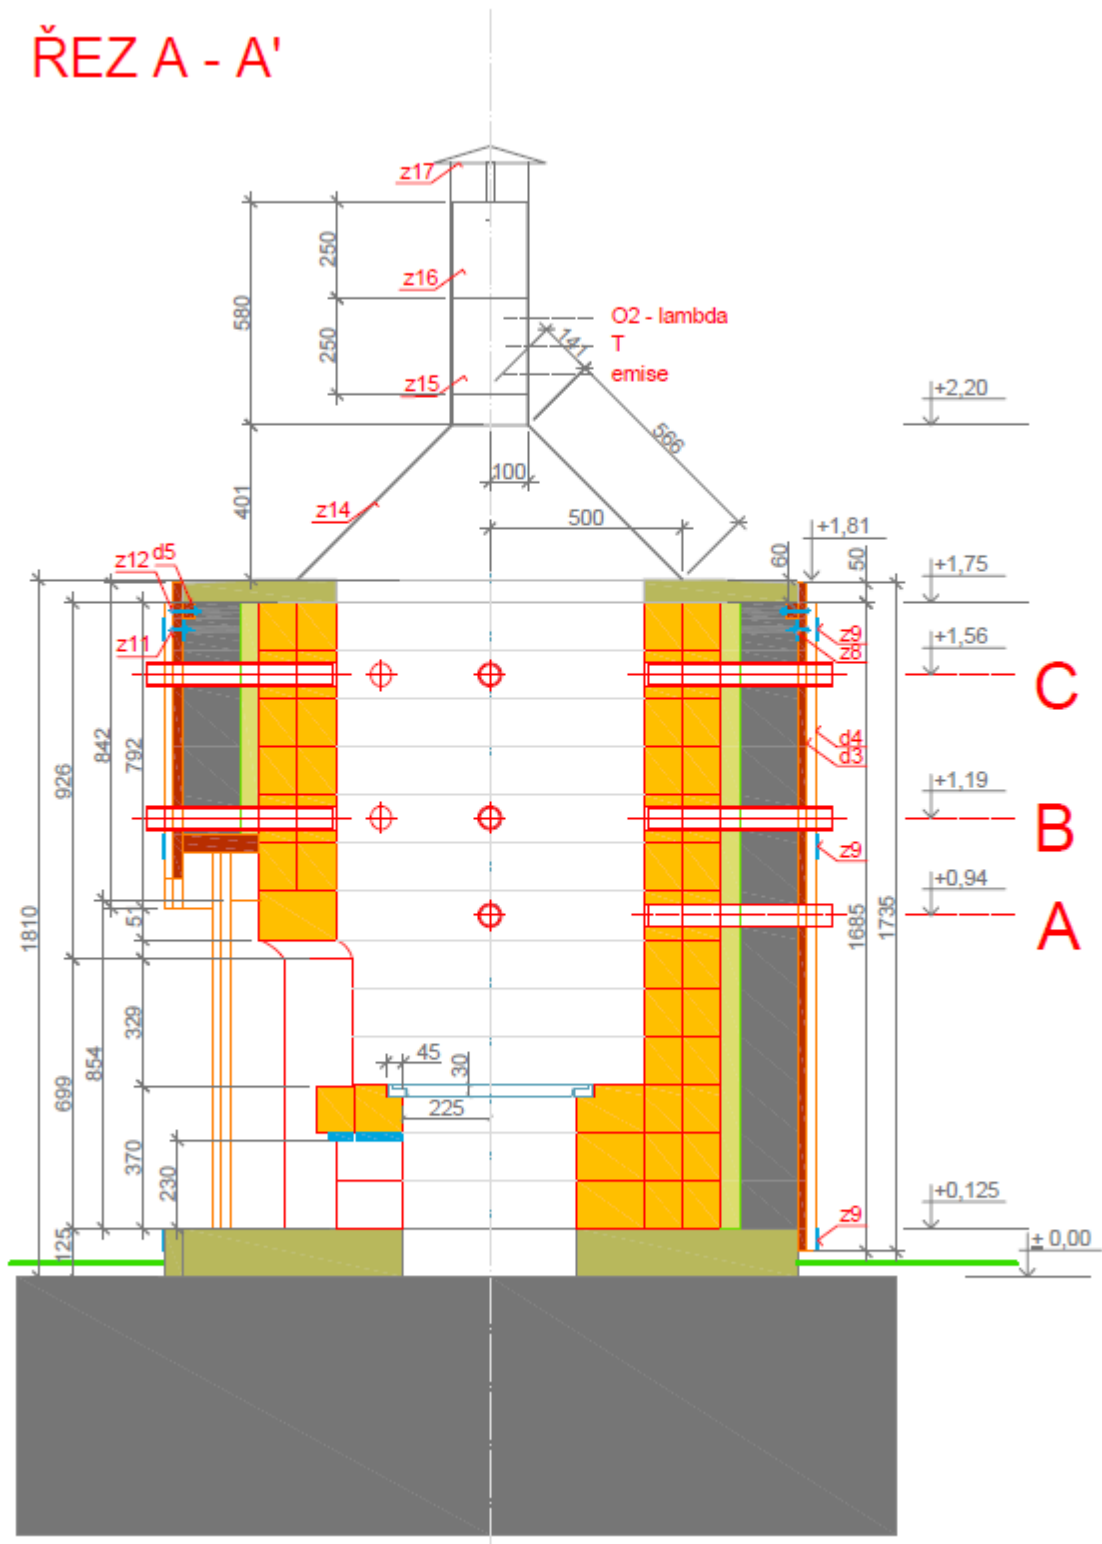 ŘEZ A - A'
z17
250
z16
580
O2 - lambda
141
T
250
z15
emise
+2,20
566
100
401
z14
500
+1,81
60
50
z12 d5
+1,75
z11
z9
z8
+1,56
C
842
792
926
d4
d3
+1,19
B
z9
+0,94
51
1810
1685
1735
A
329
45
30
854
699
225
370
230
+0,125
z9
125
± 0,00